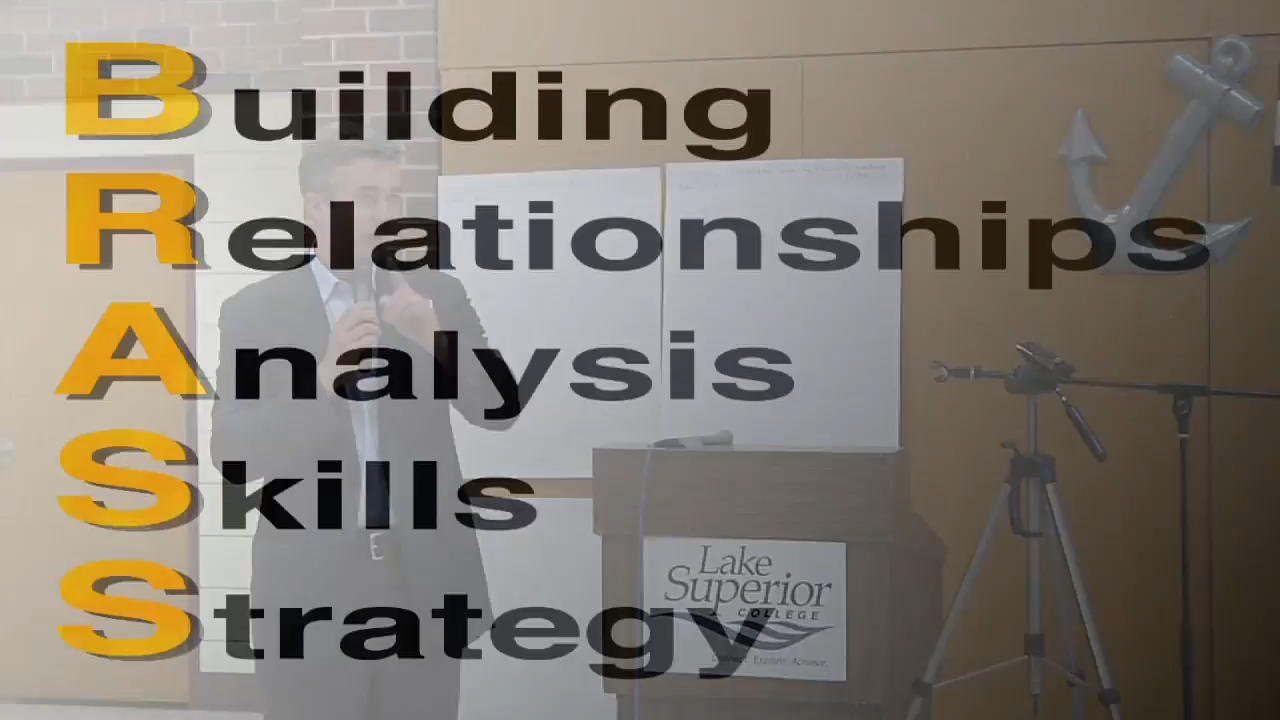 Building
Relationships
Analysis
Skills
Strategy
Lake
Superior
COLLEGE